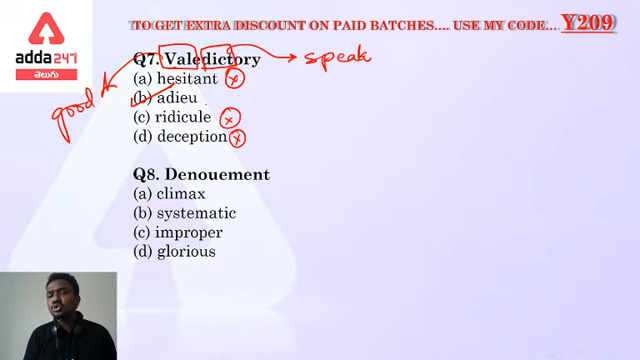 TO GET EXTRA DISCOUNT ON PAID BATCHES.... USE MY CODE... Y209
adda247
తెలుగు
Q7. Valedictory
speak
good
(a) hesitant
(b) adieu
(c) ridicule
(d) deception
Q8. Denouement
(a) climax
(b) systematic
(c) improper
(d) glorious